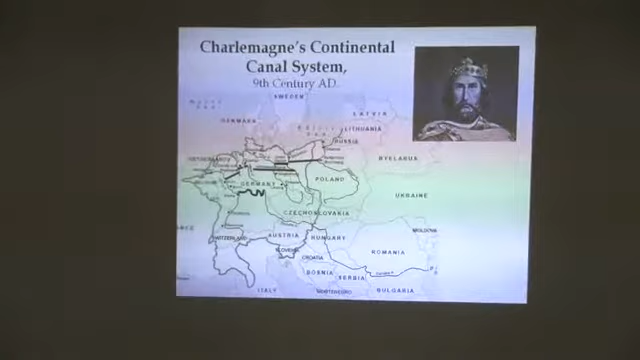 Charlemagne's Continental
Canal System,
9th Century AD.
SWEDEN
DENMARK
LATVIA
LITHUANIA
RUSSIA
BYELARUS
GERMANY
POLAND
UKRAINE
CZECHOSLOVAKIA
SWITZERLAND
AUSTRIA
HUNGARY
MOLDOVA
SLOVENIA
CROATIA
ROMANIA
BOSNIA
SERBIA
ITALY
MONTENEGRO
BULGARIA